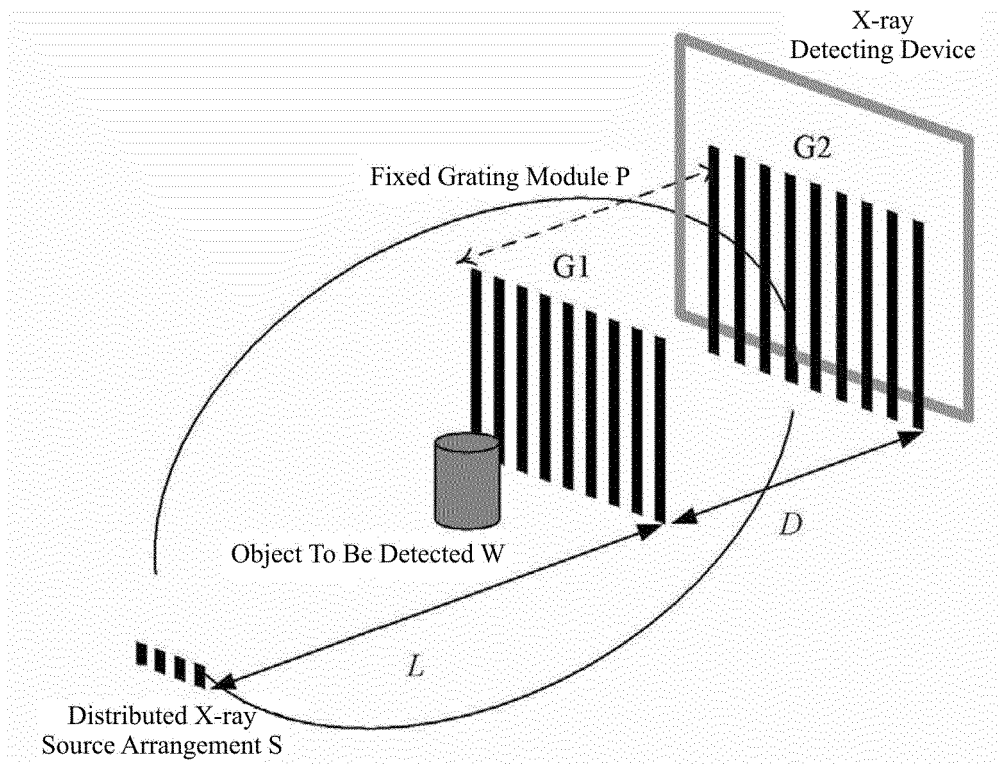 X-ray
Detecting Device
G2
Fixed Grating Module P
G1
D
Object To Be Detected W
L
Distributed X-ray
Source Arrangement S